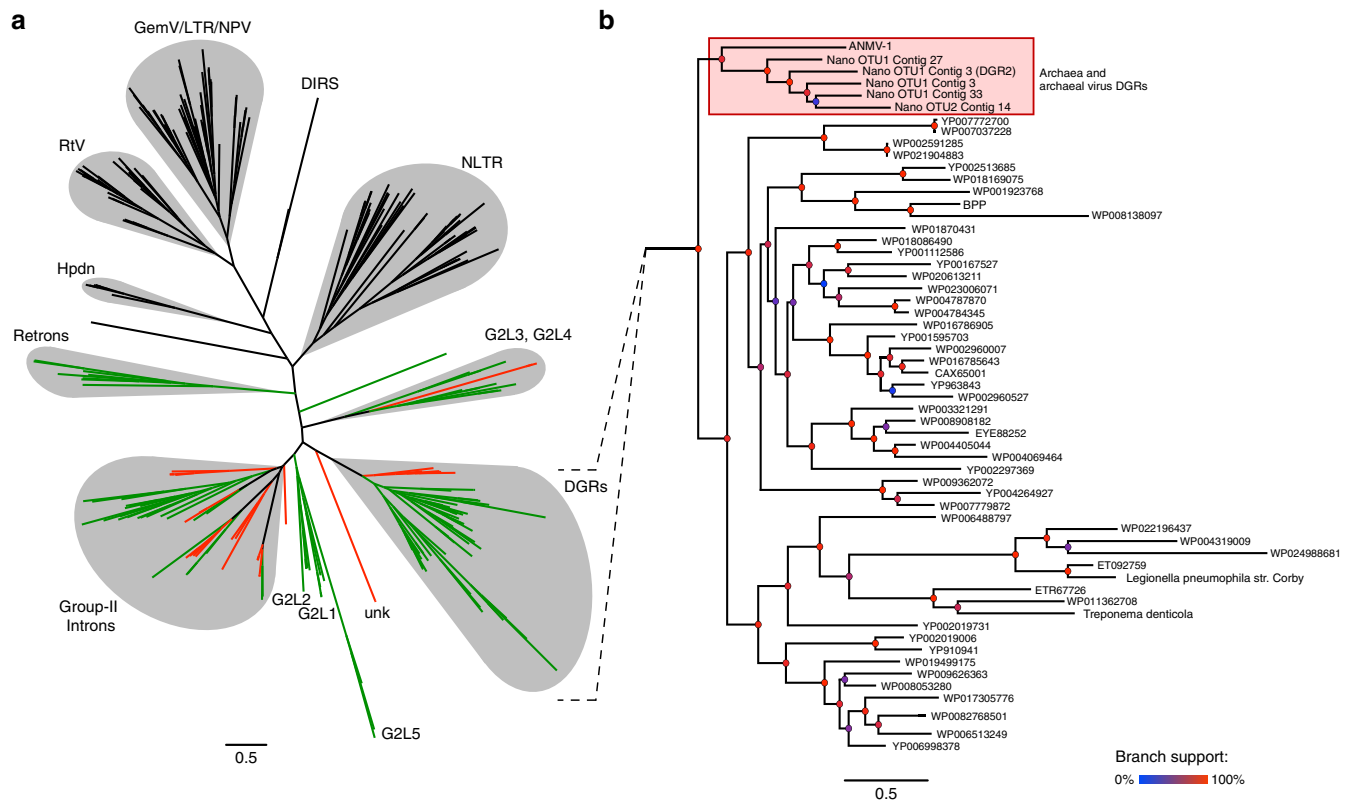 a
GemV/LTR/NPV
DIRS
RtV
NLTR
Hpdn
Retrons
G2L3, G2L4
DGRs
Group-II
Introns
G2L2
G2L1
unk
G2L5
0.5
b
ANMV-1
Nano OTU1 Contig 27
Nano OTU1 Contig 3 (DGR2)
Nano OTU1 Contig 3
Nano OTU1 Contig 33
Nano OTU2 Contig 14
Archaea and
archaeal virus DGRs
YP007772700
WP007037228
WP002591285
WP021904883
YP002513685
WP018169075
WP001923768
BPP
WP008138097
WP01870431
WP018086490
YP001112586
YP00167527
WP020613211
WP023006071
WP004787870
WP004784345
WP016786905
YP001595703
WP002960007
WP016785643
CAX65001
YP963843
WP002960527
WP003321291
WP008908182
EYE88252
WP004405044
WP004069464
YP002297369
WP009362072
YP004264927
WP007779872
WP006488797
WP022196437
WP004319009
WP024988681
ET092759
Legionella pneumophila str. Corby
ETR67726
WP011362708
Treponema denticola
YP002019731
YP002019006
YP910941
WP019499175
WP009626363
WP008053280
WP017305776
WP0082768501
WP006513249
YP006998378
0.5
Branch support:
0% 100%